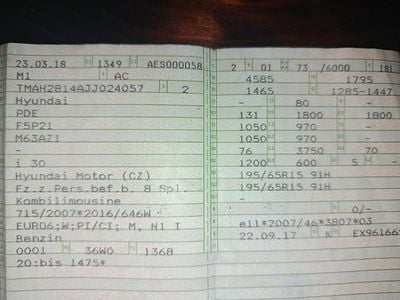 23.03.18 1349 AES000058
M1 AC
TMAH2814AJJ024057 2
Hyundai
PDE
F5P21
M63AZ1
-
i 30
Hyundai Motor (CZ)
Fz.z.Pers.bef.b. 8 Spl.
Kombilimousine
715/2007*2016/646W
EURO6;W;PI/CI; M, N1 I
Benzin
0001 36W0 1368
20:bis 1475*
2 01 73 /6000 181
4585 1795
1465 1285-1447
- 80 -
131 1800 1800
1050 970 -
1050 970 -
76 3750 70
1200 600 5 -
195/65R15 91H
195/65R15 91H
-
- 0/-
e11*2007/46*3807*03
22.09.17 K